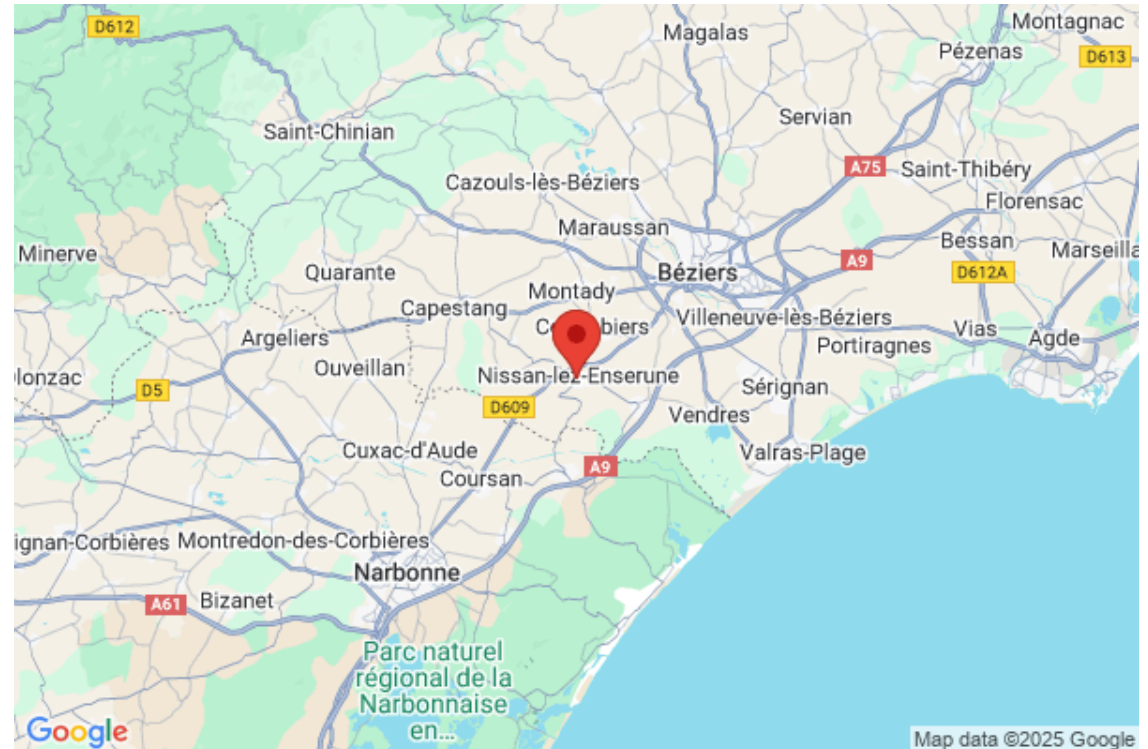 D612
Montagnac
Magalas
Pézenas
D613
Servian
Saint-Chinian
A75
Saint-Thibéry
Cazouls-lès-Béziers
Florensac
Maraussan
Bessan
Minerve
Marseilla
A9
Quarante
Béziers
D612A
Montady
Capestang
Villeneuve-lès-Béziers
Vias
Argeliers
Portiragnes
Agde
Ouveillan
Nissan-lez-Enserune
Sérignan
D5
D609
Vendres
Cuxac-d'Aude
Valras-Plage
Coursan
A9
ignan-Corbières
Montredon-des-Corbières
Narbonne
A61
Bizanet
Parc naturel
régional de la
Narbonnaise
en...
Google
Map data ©2025 Google